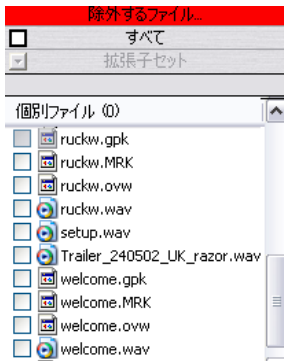 除外するファイル...
すべて
拡張子セット
個別ファイル (0)
ruckw.gpk
ruckw.MRK
ruckw.ovw
ruckw.wav
setup.wav
Trailer_240502_UK_razor.wav
welcome.gpk
welcome.MRK
welcome.ovw
welcome.wav